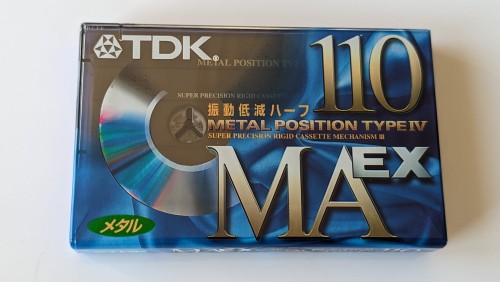 TDK®
110
METAL POSITION TYPE
SUPER PRECISION RIGID CASSETTE MECHANISM
振動低減ハーフ
METAL POSITION TYPE IV
SUPER PRECISION RIGID CASSETTE MECHANISM III
MA EX
メタル